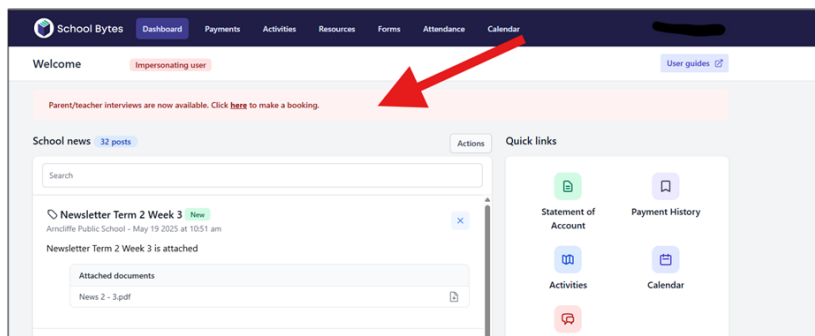 School Bytes Dashboard Payments Activities Resources Forms Attendance Calendar
Welcome Impersonating user User guides
Parent/teacher interviews are now available. Click here to make a booking.
School news 32 posts Actions
Search
Newsletter Term 2 Week 3 New
Arncliffe Public School - May 19 2025 at 10:51 am
Newsletter Term 2 Week 3 is attached
Attached documents
News 2 - 3.pdf
Quick links
Statement of
Account
Payment History
Activities
Calendar